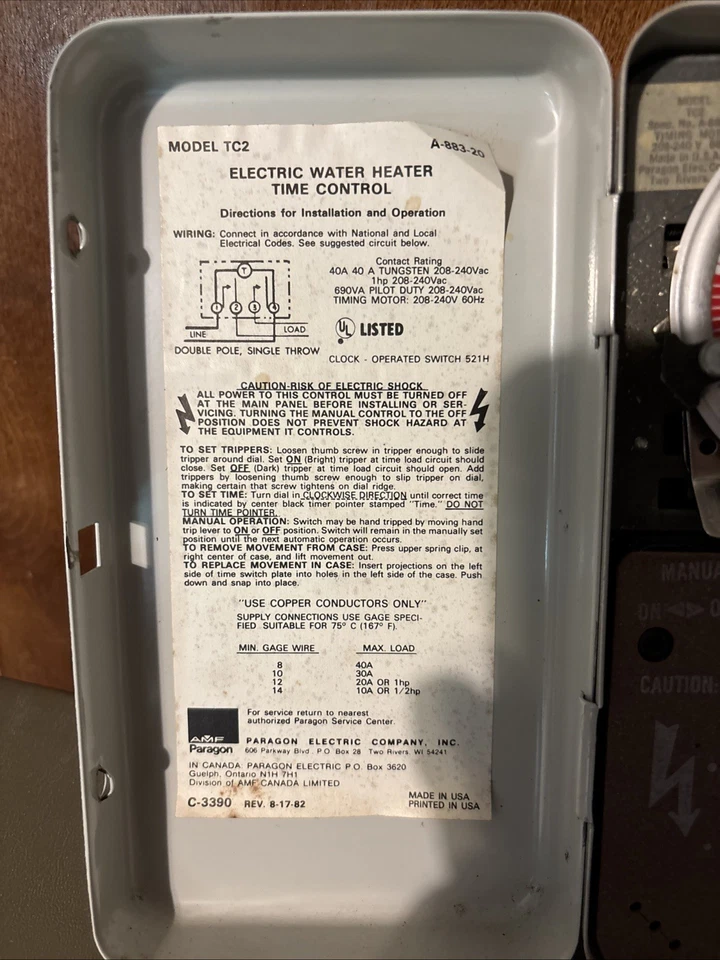 MODEL TC2
A-883-20
ELECTRIC WATER HEATER
TIME CONTROL
Directions for Installation and Operation
WIRING: Connect in accordance with National and Local
Electrical Codes. See suggested circuit below.
T
1 2 3 4
LINE
LOAD
DOUBLE POLE, SINGLE THROW
Contact Rating
40A 40 A TUNGSTEN 208-240Vac
1hp 208-240Vac
690VA PILOT DUTY 208-240Vac
TIMING MOTOR: 208-240V 60Hz
UL LISTED
CLOCK - OPERATED SWITCH 521H
CAUTION-RISK OF ELECTRIC SHOCK
ALL POWER TO THIS CONTROL MUST BE TURNED OFF
AT THE MAIN PANEL BEFORE INSTALLING OR SER-
VICING. TURNING THE MANUAL CONTROL TO THE OFF
POSITION DOES NOT PREVENT SHOCK HAZARD AT
THE EQUIPMENT IT CONTROLS.
TO SET TRIPPERS: Loosen thumb screw in tripper enough to slide
tripper around dial. Set ON (Bright) tripper at time load circuit should
close. Set OFF (Dark) tripper at time load circuit should open. Add
trippers by loosening thumb screw enough to slip tripper on dial,
making certain that screw tightens on dial ridge.
TO SET TIME: Turn dial in CLOCKWISE DIRECTION until correct time
is indicated by center black timer pointer stamped "Time." DO NOT
TURN TIME POINTER.
MANUAL OPERATION: Switch may be hand tripped by moving hand
trip lever to ON or OFF position. Switch will remain in the manually set
position until the next automatic operation occurs.
TO REMOVE MOVEMENT FROM CASE: Press upper spring clip, at
right center of case, and lift movement out.
TO REPLACE MOVEMENT IN CASE: Insert projections on the left
side of time switch plate into holes in the left side of the case. Push
down and snap into place.
"USE COPPER CONDUCTORS ONLY"
SUPPLY CONNECTIONS USE GAGE SPECI-
FIED. SUITABLE FOR 75° C (167° F).
MIN. GAGE WIRE MAX. LOAD
8 40A
10 30A
12 20A OR 1hp
14 10A OR 1/2hp
AMF
Paragon
For service return to nearest
authorized Paragon Service Center.
PARAGON ELECTRIC COMPANY, INC.
606 Parkway Blvd. P.O. Box 28 Two Rivers, WI 54241
IN CANADA: PARAGON ELECTRIC P.O. Box 3620
Guelph, Ontario N1H 7H1
Division of AMF CANADA LIMITED
C-3390 REV. 8-17-82
MADE IN USA
PRINTED IN USA
MODEL
TC2
TIMING MO
208-240 V
Made in U.S.A
Paragon Elec. C
Two Rivers,
MANUA
ON
CAUTION: